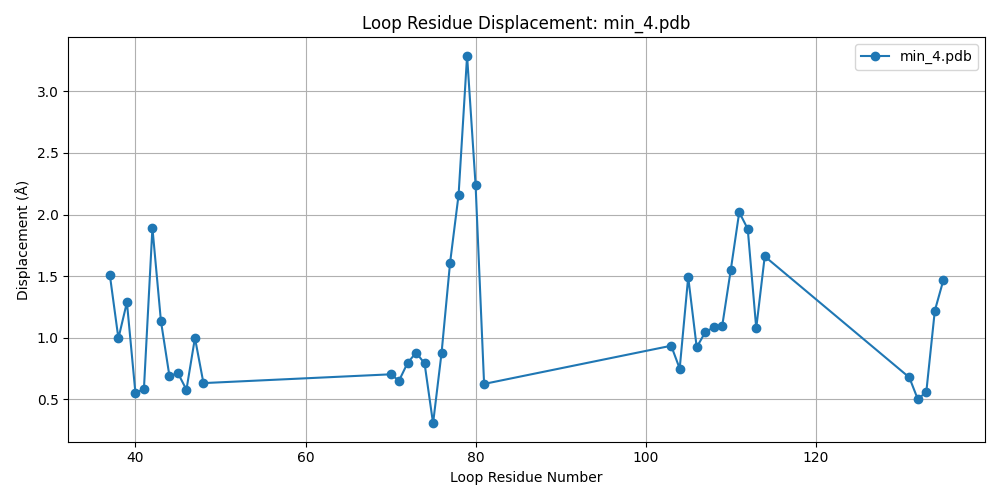 Loop Residue Displacement: min_4.pdb
min_4.pdb
Displacement (Å)
3.0
2.5
2.0
1.5
1.0
0.5
40 60 80 100 120
Loop Residue Number